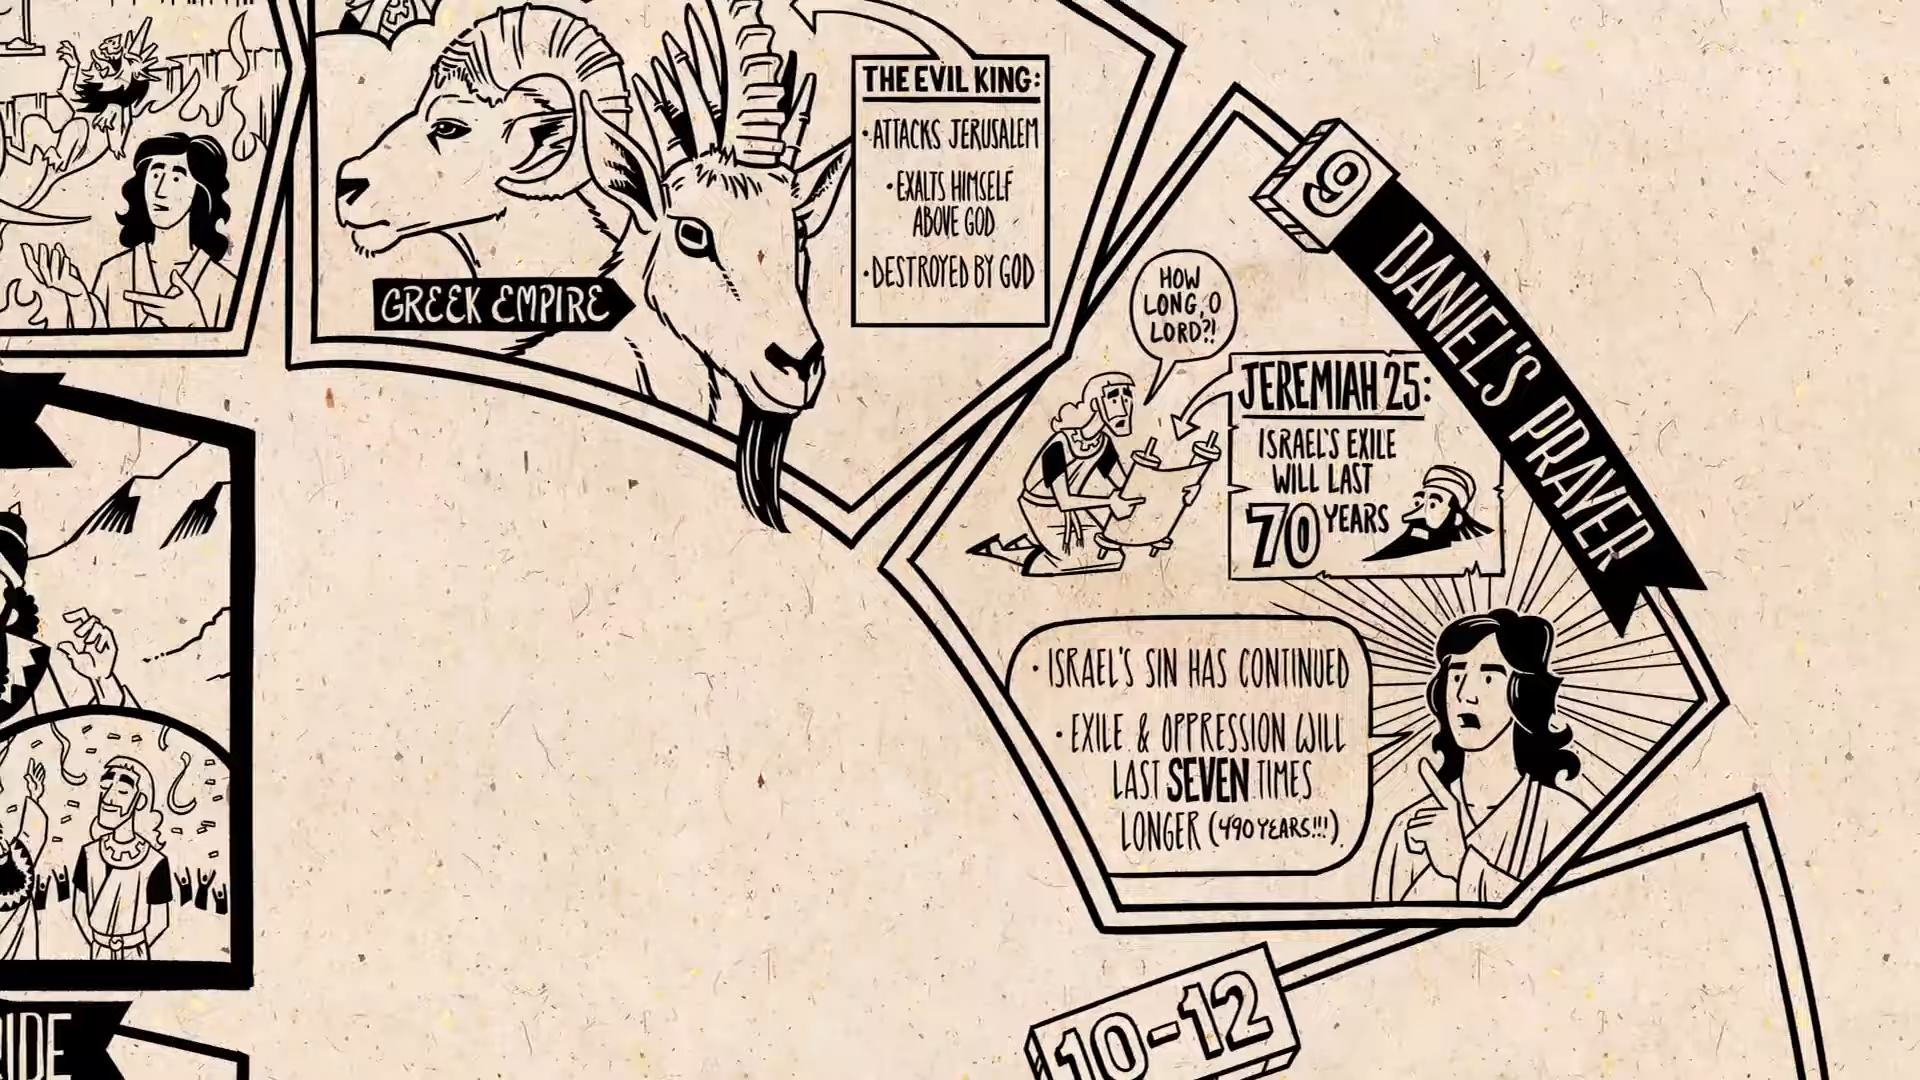 THE EVIL KING:
•ATTACKS JERUSALEM
•EXALTS HIMSELF
ABOVE GOD
•DESTROYED BY GOD
GREEK EMPIRE
9
DANIEL'S PRAYER
HOW
LONG, O
LORD?!
JEREMIAH 25:
ISRAEL'S EXILE
WILL LAST
70 YEARS
• ISRAEL'S SIN HAS CONTINUED
• EXILE & OPPRESSION WILL
LAST SEVEN TIMES
LONGER (490 YEARS!!!)
10-12